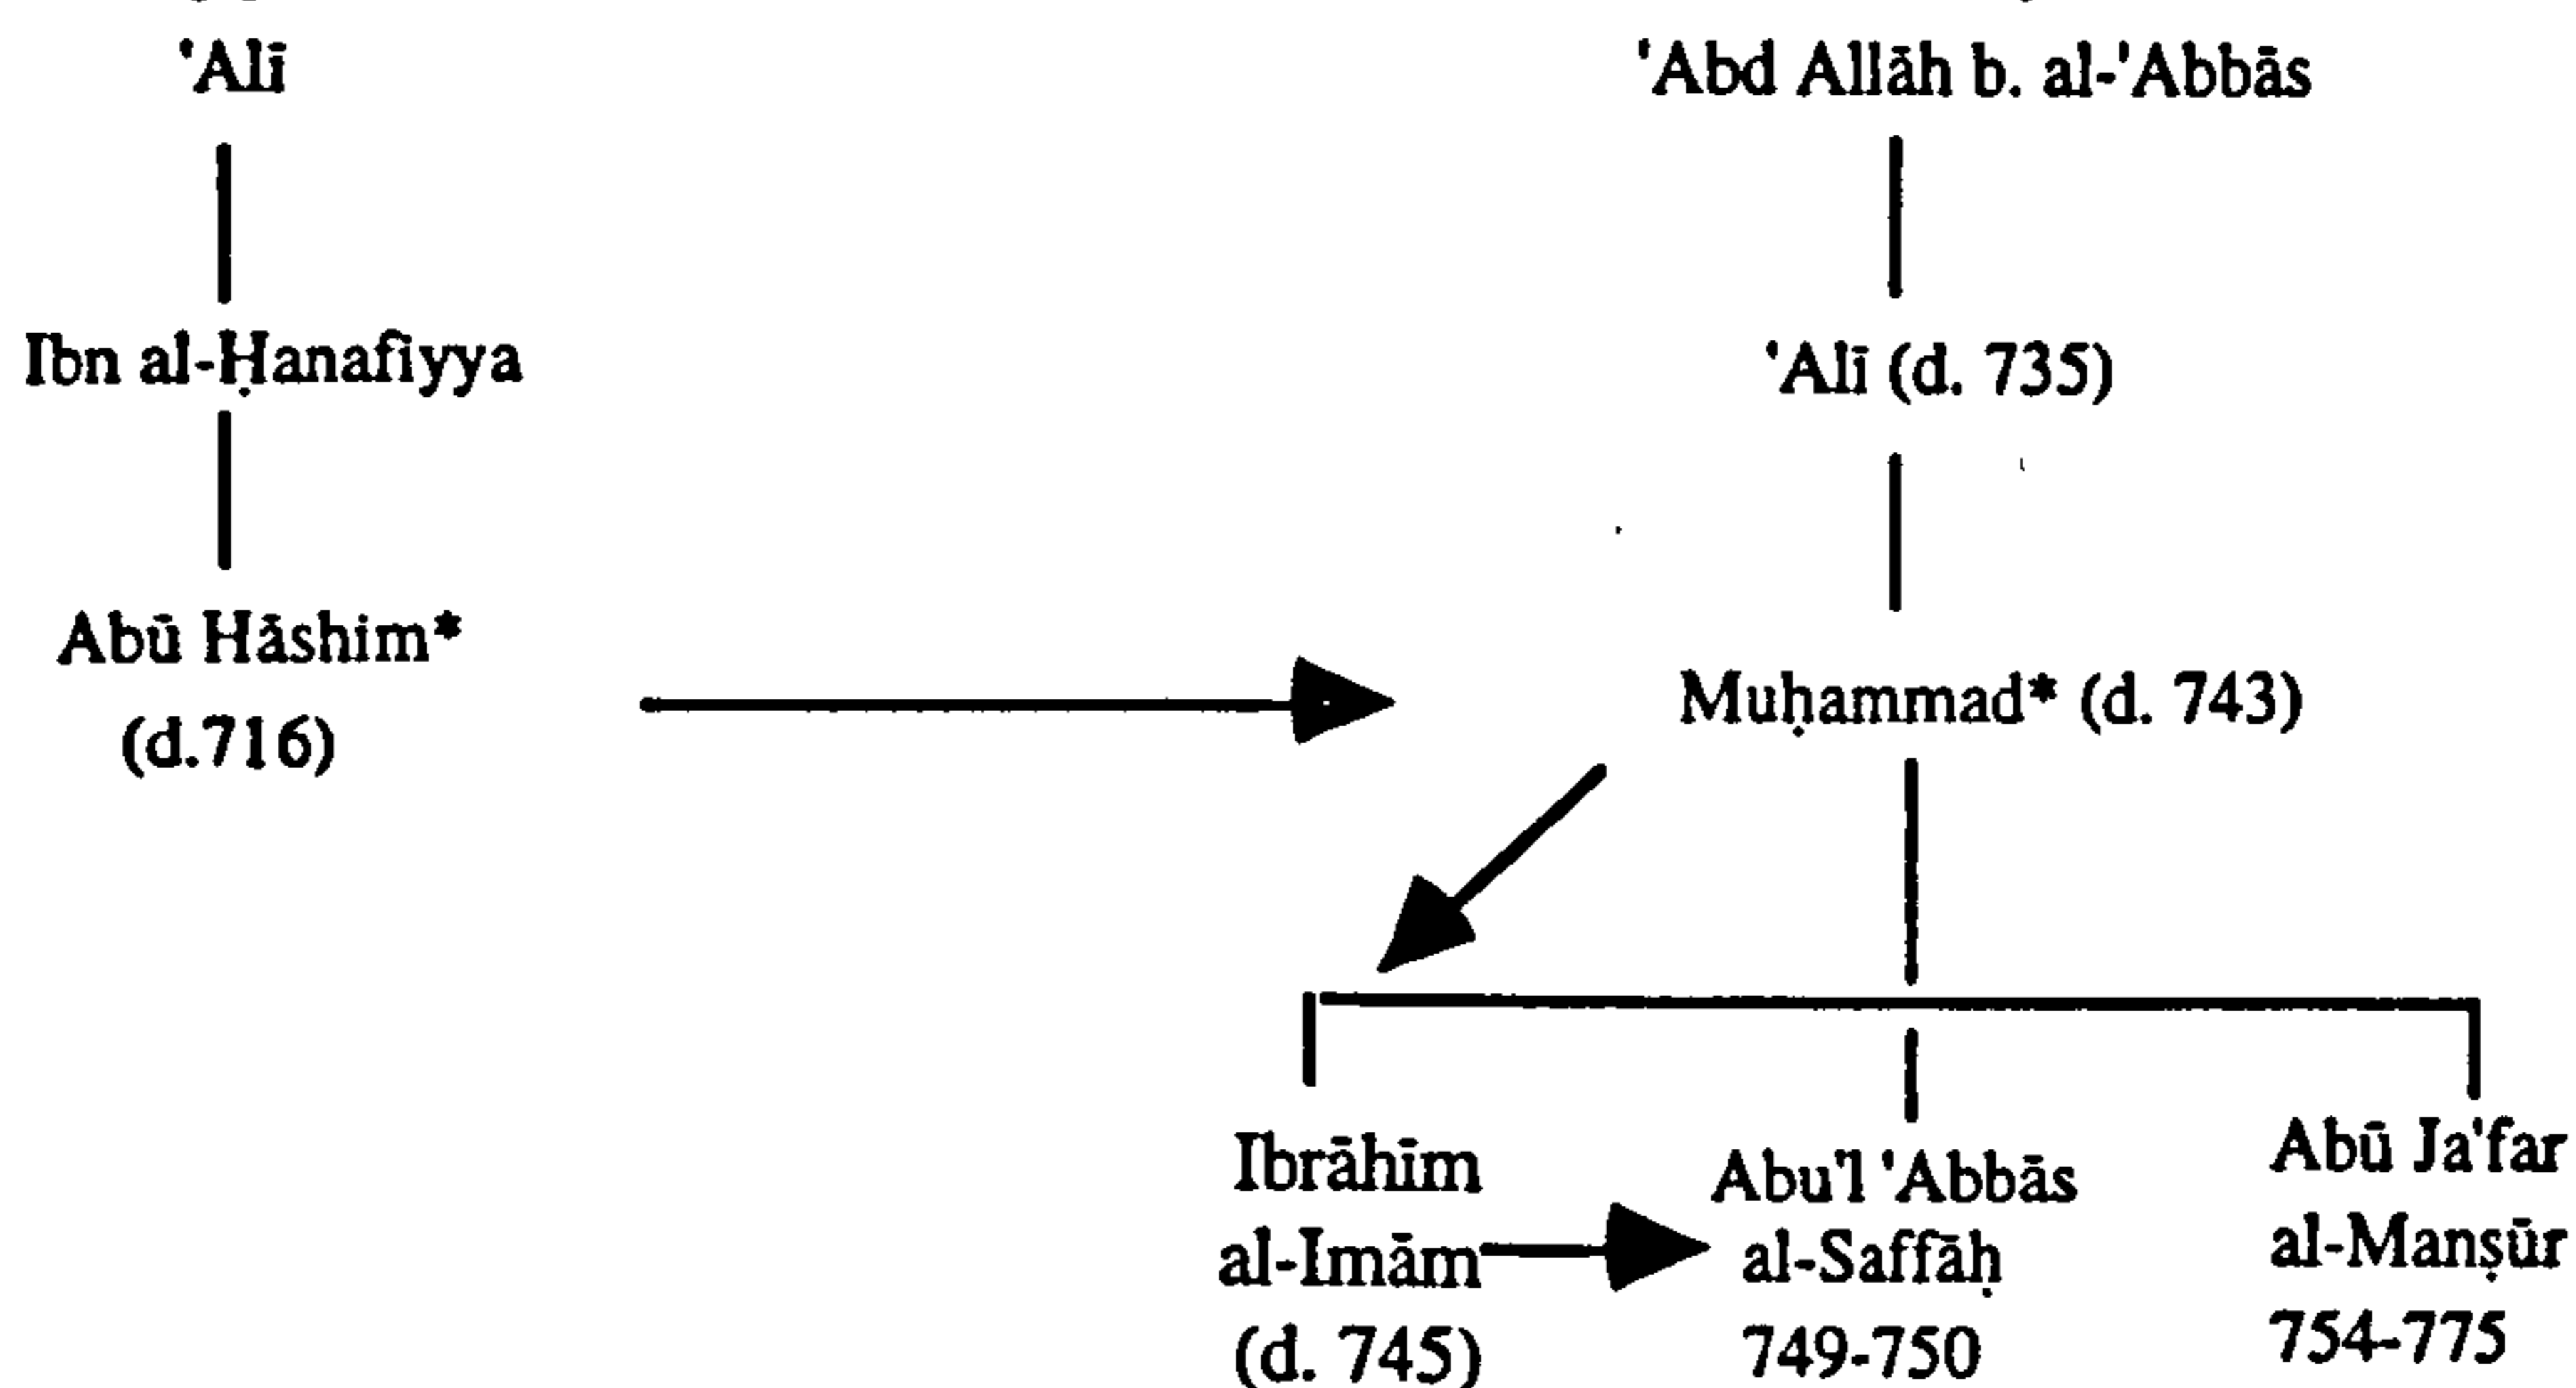 'Alī
'Abd Allāh b. al-'Abbās
Ibn al-Ḥanafiyya
'Alī (d. 735)
Abū Hāshim*
(d.716)
Muḥammad* (d. 743)
Ibrāhīm
al-Imām
(d. 745)
Abu'l 'Abbās
al-Saffāḥ
749-750
Abū Ja'far
al-Manṣūr
754-775